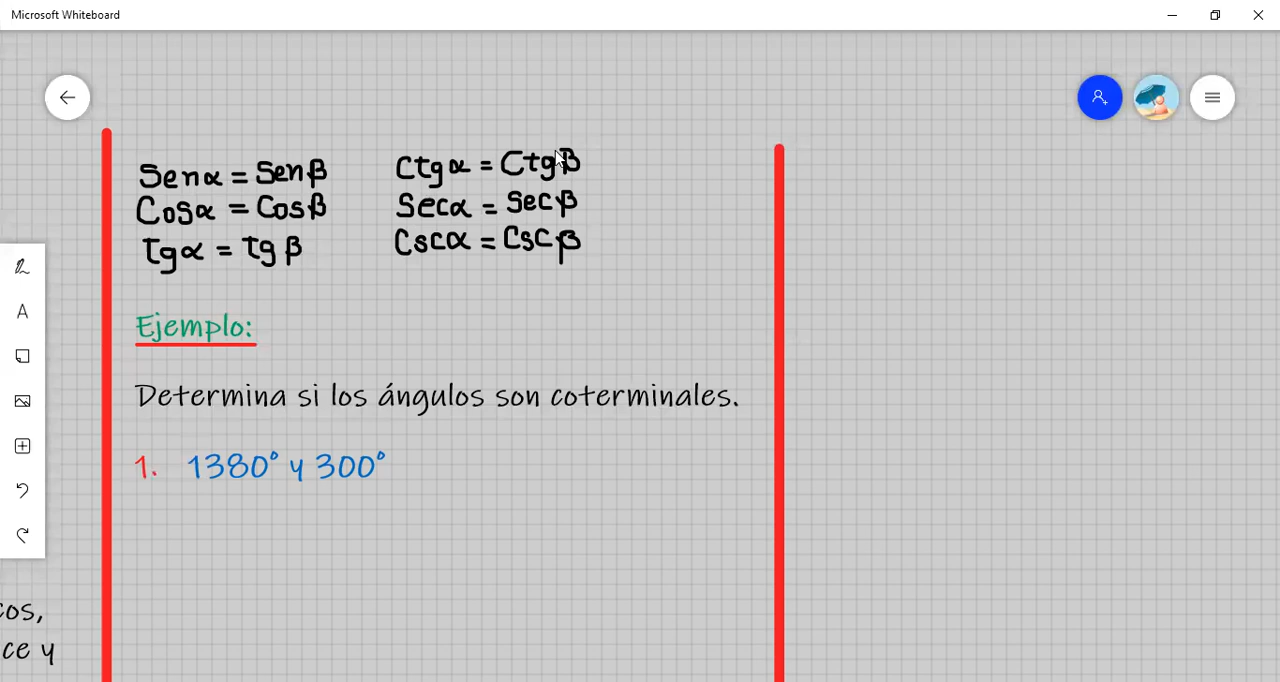 Microsoft Whiteboard
Senα = Senβ
Cosα = Cosβ
tgα = tgβ
Ctgα = Ctgβ
Secα = Secβ
Cscα = Cscβ
Ejemplo:
Determina si los ángulos son coterminales.
1. 1380° y 300°
cos,
ce y